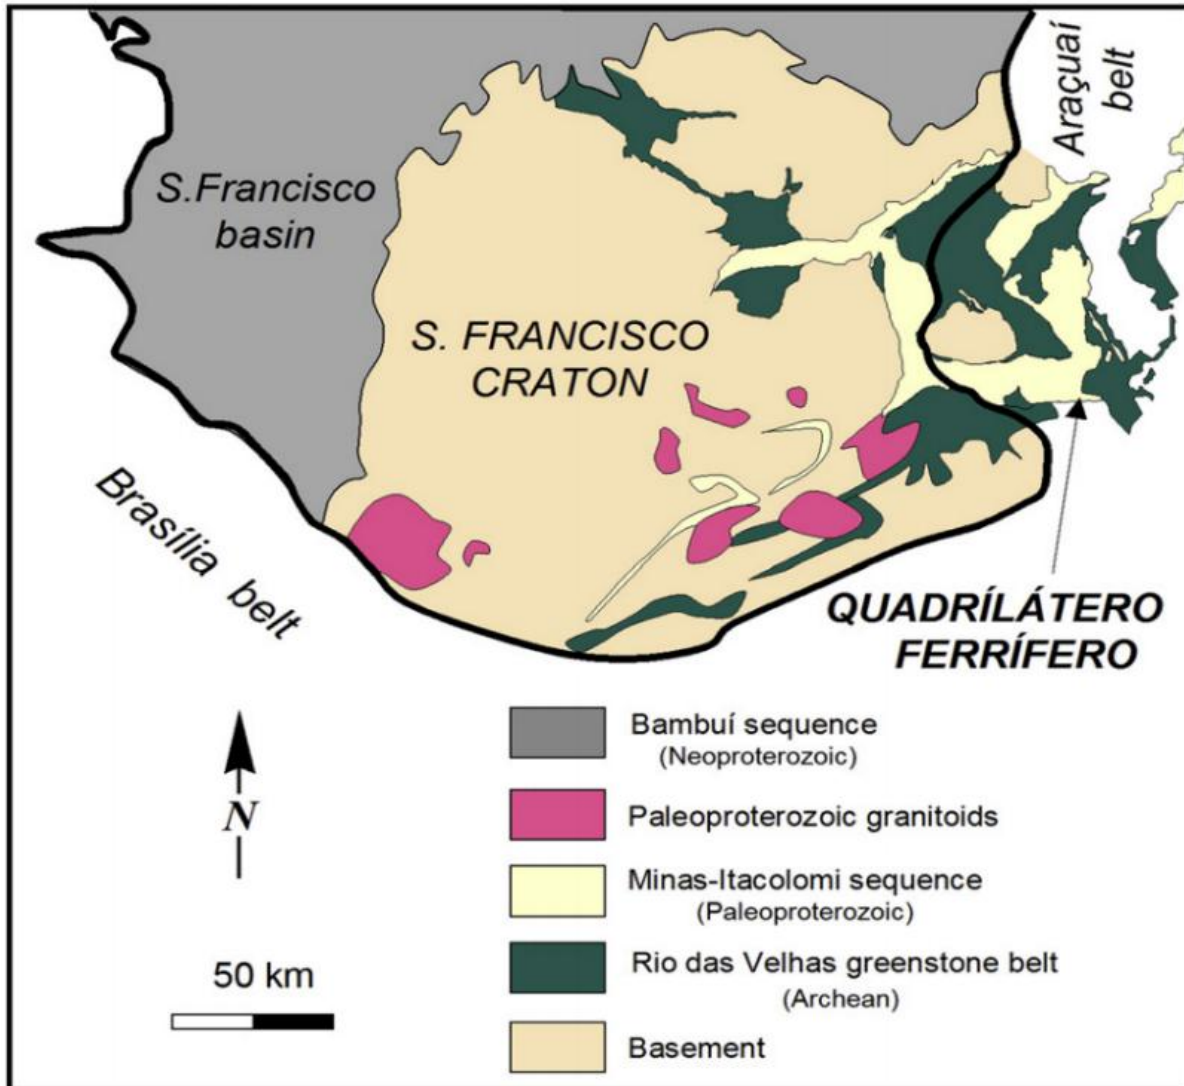 Araçuaí
belt
S.Francisco
basin
S. FRANCISCO
CRATON
Brasília belt
QUADRÍLÁTERO
FERRÍFERO
N
50 km
Bambuí sequence
(Neoproterozoic)
Paleoproterozoic granitoids
Minas-Itacolomi sequence
(Paleoproterozoic)
Rio das Velhas greenstone belt
(Archean)
Basement